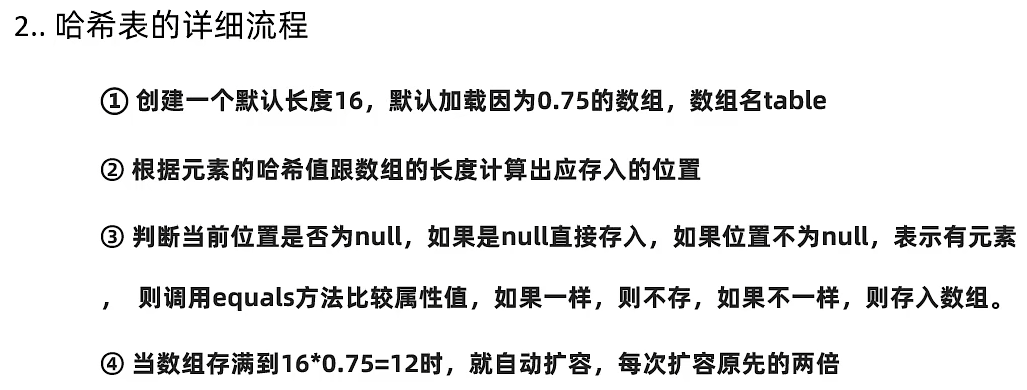 2.. 哈希表的详细流程
① 创建一个默认长度16，默认加载因为0.75的数组，数组名table
② 根据元素的哈希值跟数组的长度计算出应存入的位置
③ 判断当前位置是否为null，如果是null直接存入，如果位置不为null，表示有元素
， 则调用equals方法比较属性值，如果一样，则不存，如果不一样，则存入数组。
④ 当数组存满到16*0.75=12时，就自动扩容，每次扩容原先的两倍